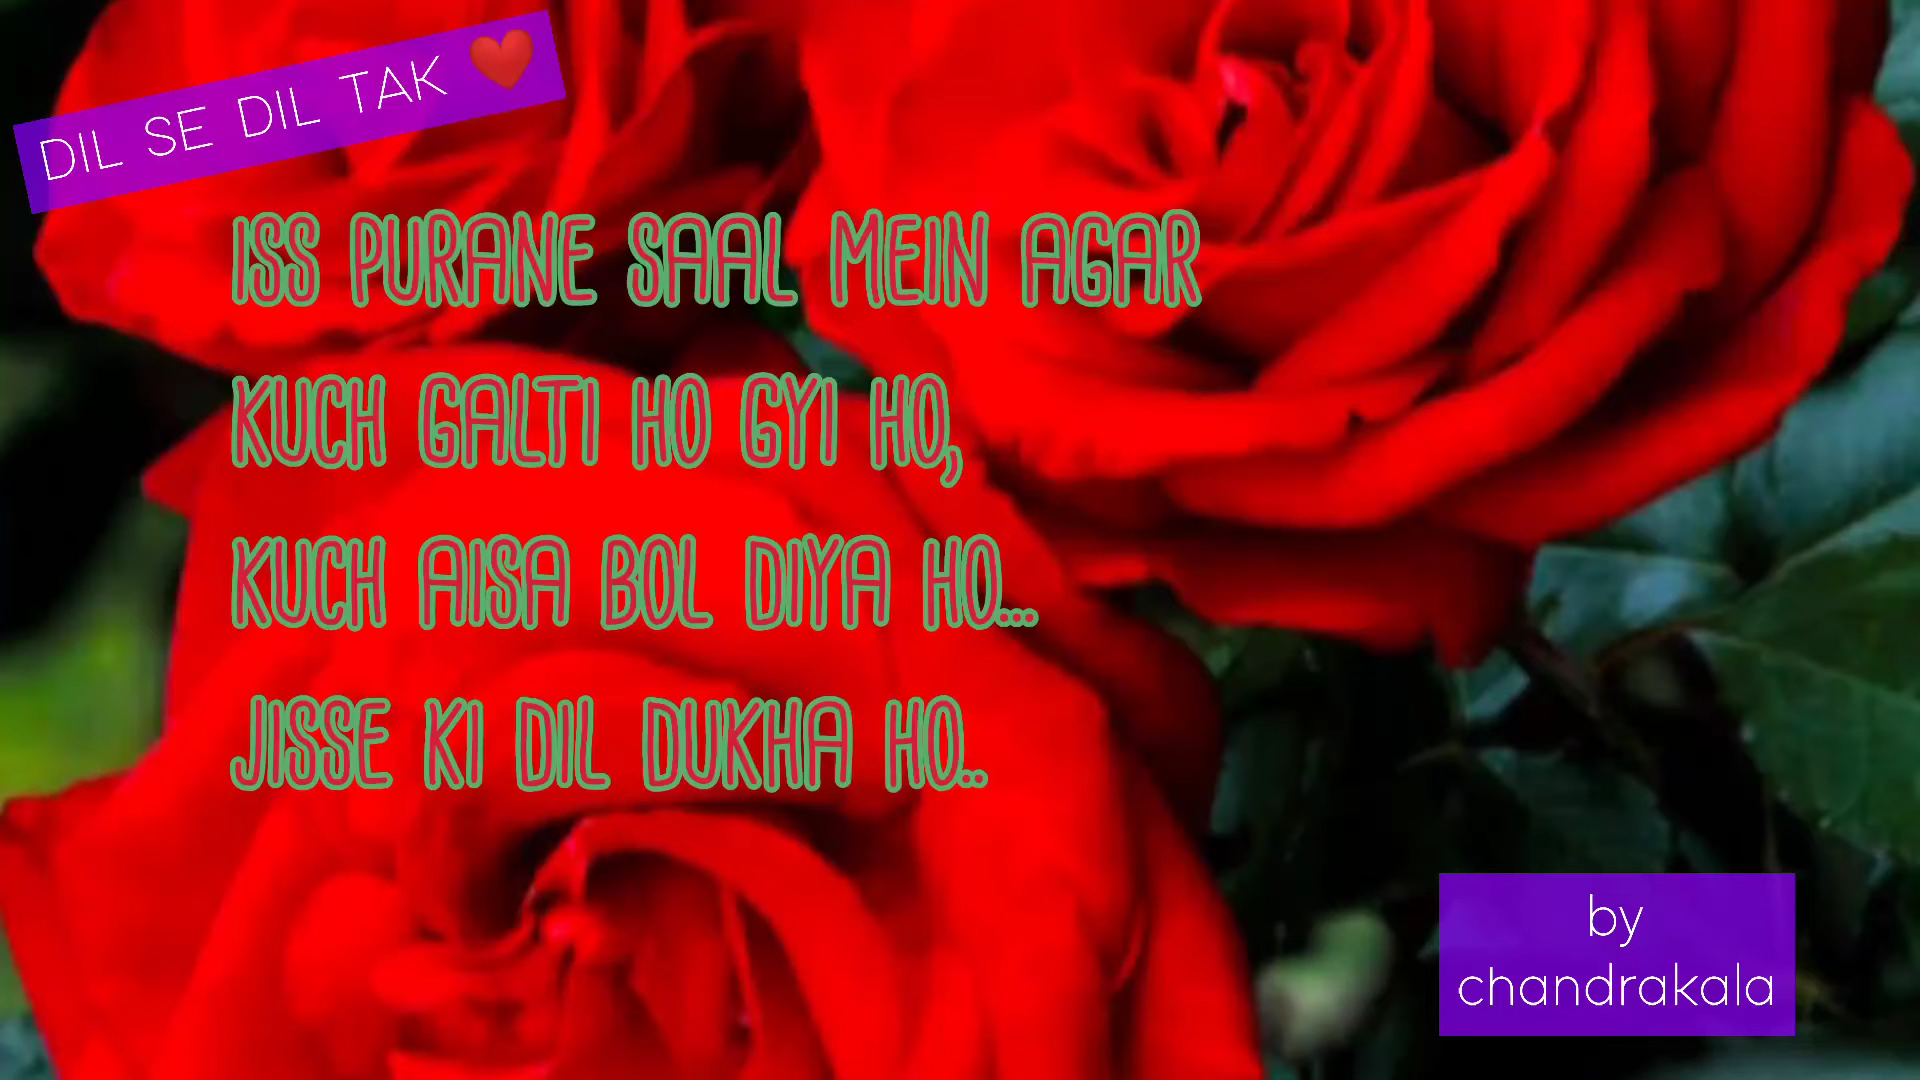 DIL SE DIL TAK ❤️
ISS PURANE SAAL MEIN AGAR
KUCH GALTI HO GYI HO,
KUCH AISA BOL DIYA HO...
JISSE KI DIL DUKHA HO..
by
chandrakala